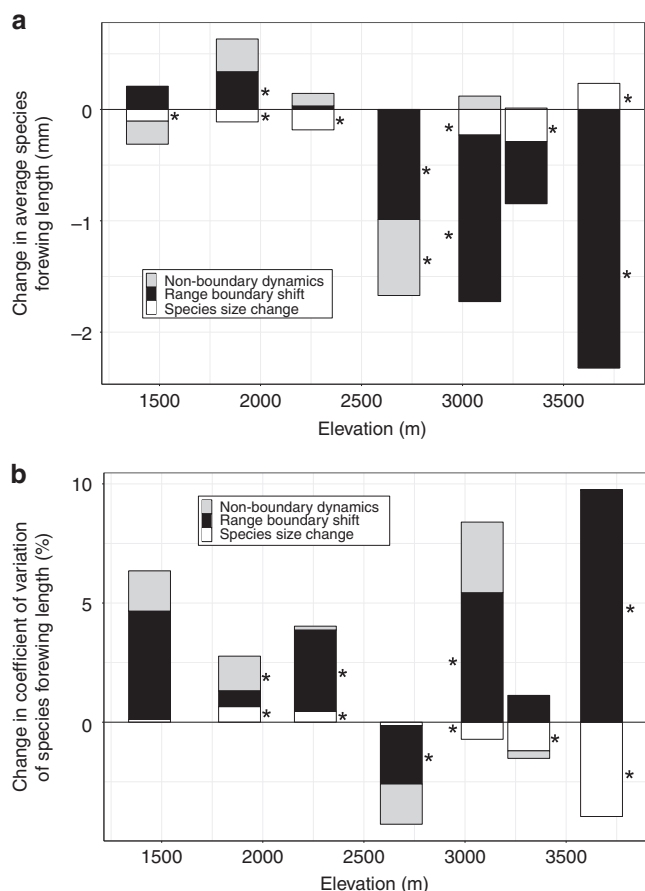 a
Change in average species
forewing length (mm)
0
−1
−2
*
*
*
*
*
*
*
*
*
*
*
Non-boundary dynamics
Range boundary shift
Species size change
1500
2000
2500
3000
3500
Elevation (m)
b
Change in coefficient of variation
of species forewing length (%)
10
5
0
Non-boundary dynamics
Range boundary shift
Species size change
*
*
*
*
*
*
*
*
*
*
1500
2000
2500
3000
3500
Elevation (m)